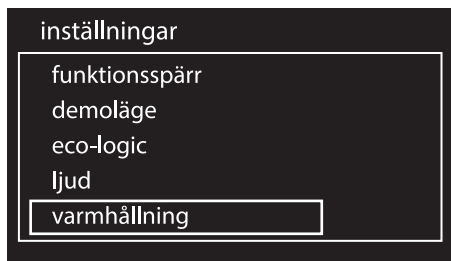 inställningar
funktionsspärr
demoläge
eco-logic
ljud
varmhållning